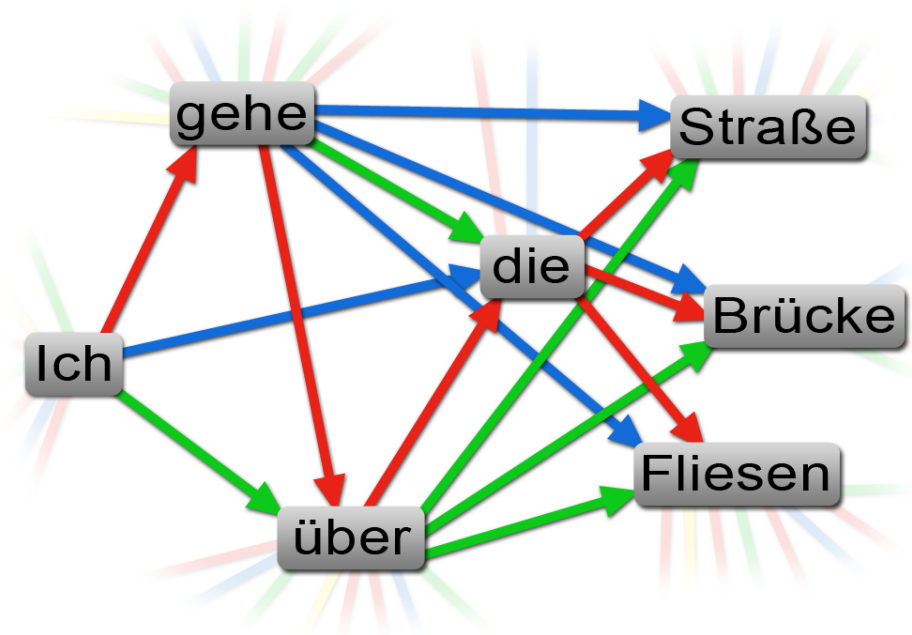 gehe
Straße
die
Brücke
Ich
Fliesen
über